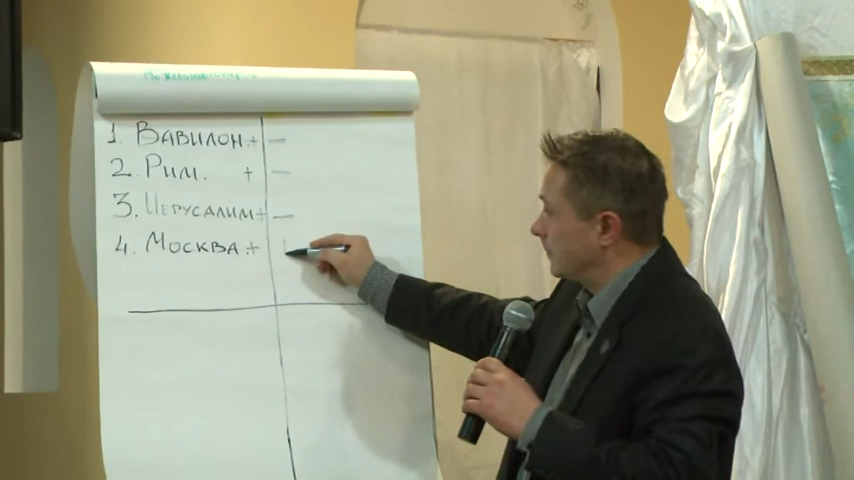 1. ВАВИЛОН. + —
2. РИМ. + —
3. ИЕРУСАЛИМ + —
4. МОСКВА. +